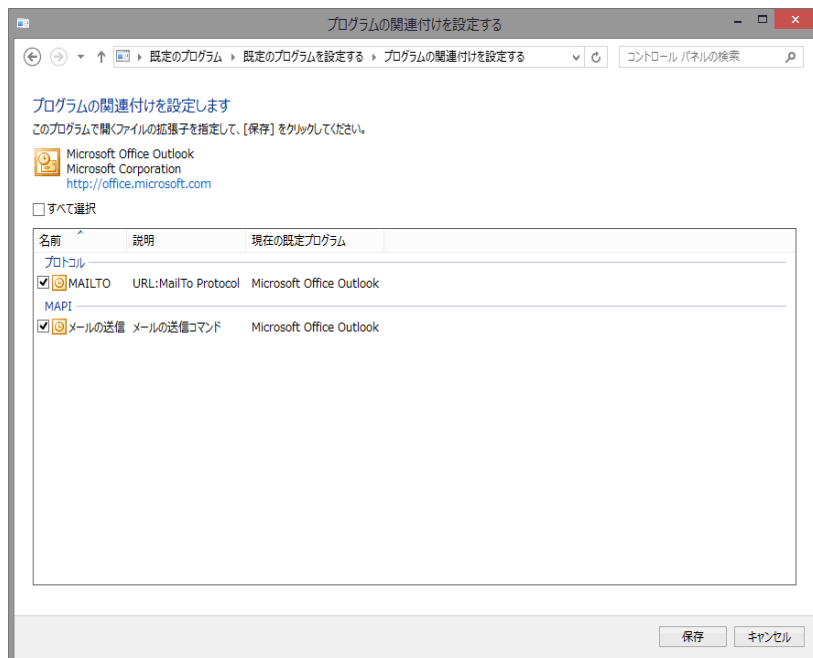 プログラムの関連付けを設定する
既定のプログラム 既定のプログラムを設定する プログラムの関連付けを設定する コントロール パネルの検索
プログラムの関連付けを設定します
このプログラムで開くファイルの拡張子を指定して、[保存] をクリックしてください。
Microsoft Office Outlook
Microsoft Corporation
http://office.microsoft.com
すべて選択
名前 説明 現在の既定プログラム
プロトコル
MAILTO URL:MailTo Protocol Microsoft Office Outlook
MAPI
メールの送信 メールの送信コマンド Microsoft Office Outlook
保存 キャンセル